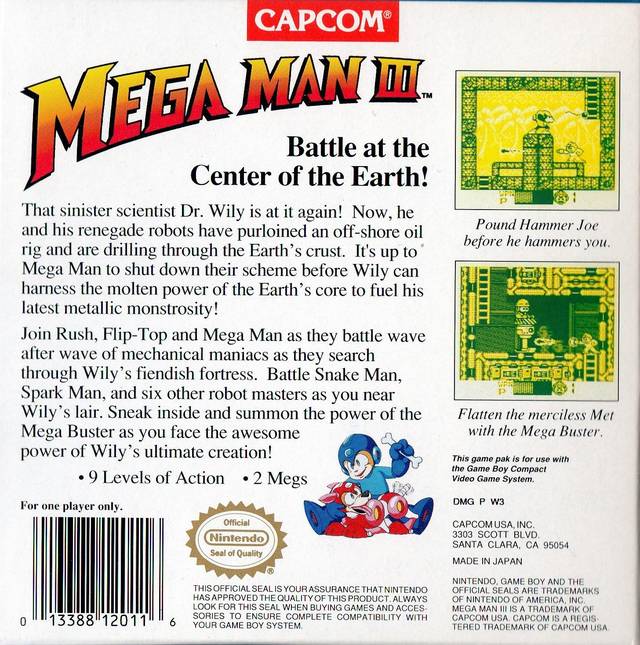 CAPCOM®
MEGA MAN III™
Battle at the
Center of the Earth!
That sinister scientist Dr. Wily is at it again! Now, he
and his renegade robots have purloined an off-shore oil
rig and are drilling through the Earth's crust. It's up to
Mega Man to shut down their scheme before Wily can
harness the molten power of the Earth's core to fuel his
latest metallic monstrosity!
Join Rush, Flip-Top and Mega Man as they battle wave
after wave of mechanical maniacs as they search
through Wily's fiendish fortress. Battle Snake Man,
Spark Man, and six other robot masters as you near
Wily's lair. Sneak inside and summon the power of the
Mega Buster as you face the awesome
power of Wily's ultimate creation!
• 9 Levels of Action • 2 Megs
For one player only.
0 13388 12011 6
Official
Nintendo
Seal of Quality
®
THIS OFFICIAL SEAL IS YOUR ASSURANCE THAT NINTENDO
HAS APPROVED THE QUALITY OF THIS PRODUCT. ALWAYS
LOOK FOR THIS SEAL WHEN BUYING GAMES AND ACCES-
SORIES TO ENSURE COMPLETE COMPATIBILITY WITH
YOUR GAME BOY SYSTEM.
Pound Hammer Joe
before he hammers you.
Flatten the merciless Met
with the Mega Buster.
This game pak is for use with
the Game Boy Compact
Video Game System.
DMG P W3
CAPCOM USA, INC.
3303 SCOTT BLVD.
SANTA CLARA, CA 95054
MADE IN JAPAN
NINTENDO, GAME BOY AND THE
OFFICIAL SEALS ARE TRADEMARKS
OF NINTENDO OF AMERICA, INC.
MEGA MAN III IS A TRADEMARK OF
CAPCOM USA. CAPCOM IS A REGIS-
TERED TRADEMARK OF CAPCOM USA.